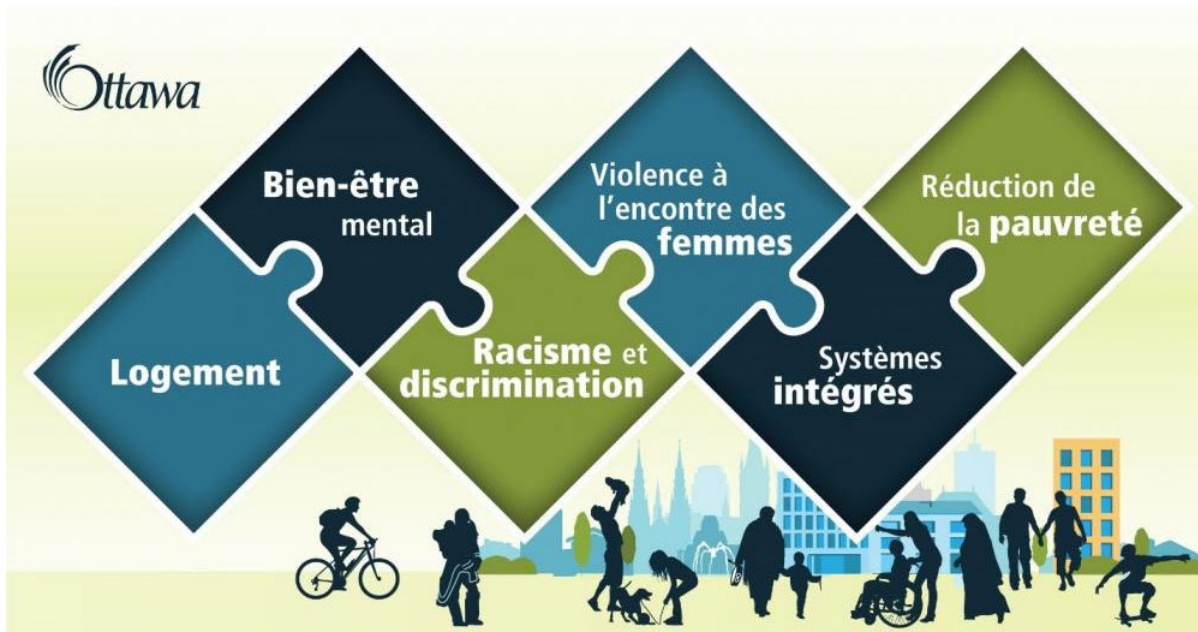 Ottawa
Bien-être
mental
Violence à
l’encontre des
femmes
Réduction de
la pauvreté
Logement
Racisme et
discrimination
Systèmes
intégrés